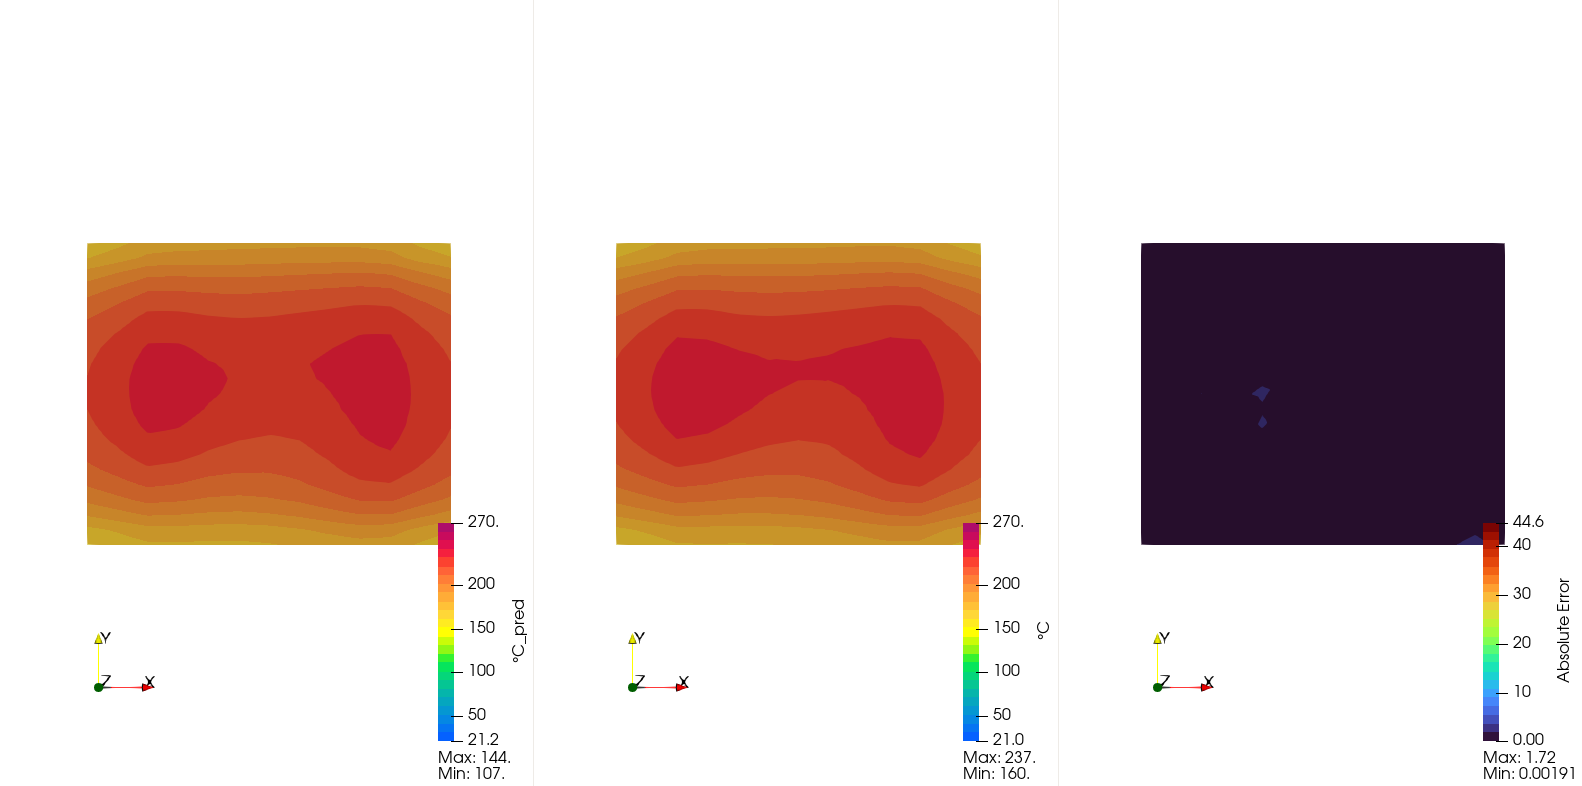 270.
200
150
100
50
21.2
°C_pred
Max: 144.
Min: 107.
Y
Z
X
270.
200
150
100
50
21.0
°C
Max: 237.
Min: 160.
Y
Z
X
44.6
40
30
20
10
0.00
Absolute Error
Max: 1.72
Min: 0.00191
Y
Z
X